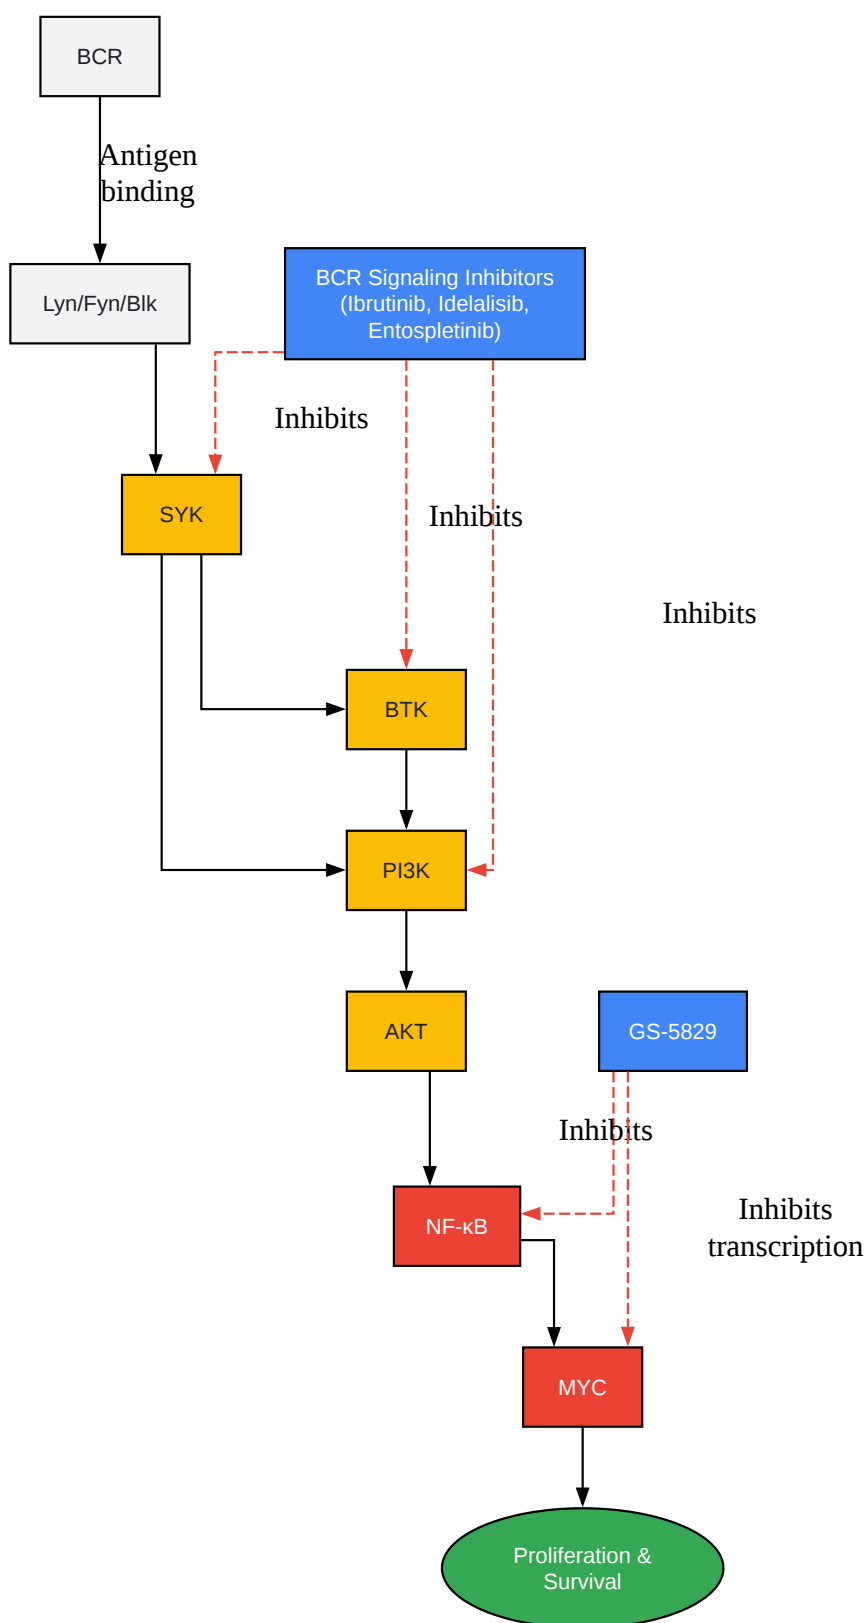 BCR
Antigen
binding
Lyn/Fyn/Blk
BCR Signaling Inhibitors
(Ibrutinib, Idelalisib,
Entospletinib)
Inhibits
SYK
Inhibits
Inhibits
BTK
PI3K
AKT
GS-5829
Inhibits
NF-κB
Inhibits
transcription
MYC
Proliferation &
Survival